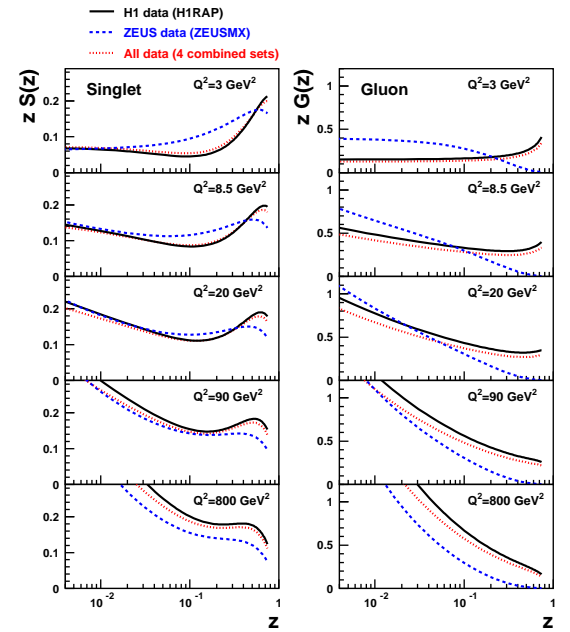 H1 data (H1RAP)
ZEUS data (ZEUSMX)
All data (4 combined sets)
z S(z)
Singlet
Q²=3 GeV²
0.2
0.1
0
Q²=8.5 GeV²
0.2
0.1
0
Q²=20 GeV²
0.2
0.1
0
Q²=90 GeV²
0.2
0
Q²=800 GeV²
0.2
0.1
0
10⁻² 10⁻¹ 1
z
z G(z)
Gluon
Q²=3 GeV²
1
0.5
0
Q²=8.5 GeV²
1
0.5
0
Q²=20 GeV²
1
0.5
0
Q²=90 GeV²
1
0.5
0
Q²=800 GeV²
1
0.5
0
10⁻² 10⁻¹ 1
z